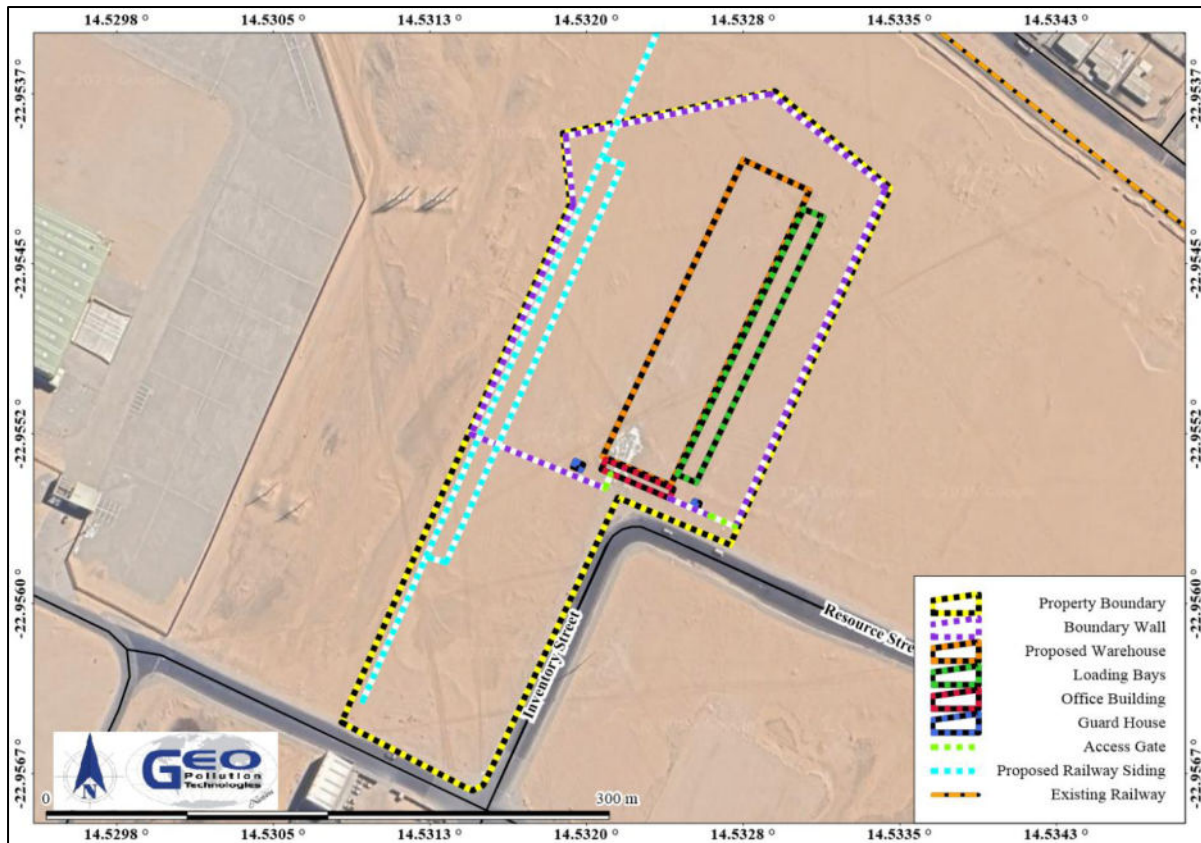 14.5298 ° 14.5305 ° 14.5313 ° 14.5320 ° 14.5328 ° 14.5335 ° 14.5343 °
-22.9537 ° -22.9537 °
-22.9545 ° -22.9545 °
-22.9552 ° -22.9552 °
-22.9560 ° -22.9560 °
-22.9567 ° -22.9567 °
Inventory Street
Resource Stre
Property Boundary
Boundary Wall
Proposed Warehouse
Loading Bays
Office Building
Guard House
Access Gate
Proposed Railway Siding
Existing Railway
N
GEO
Pollution
Technologies
0 300 m
14.5298 ° 14.5305 ° 14.5313 ° 14.5320 ° 14.5328 ° 14.5335 ° 14.5343 °